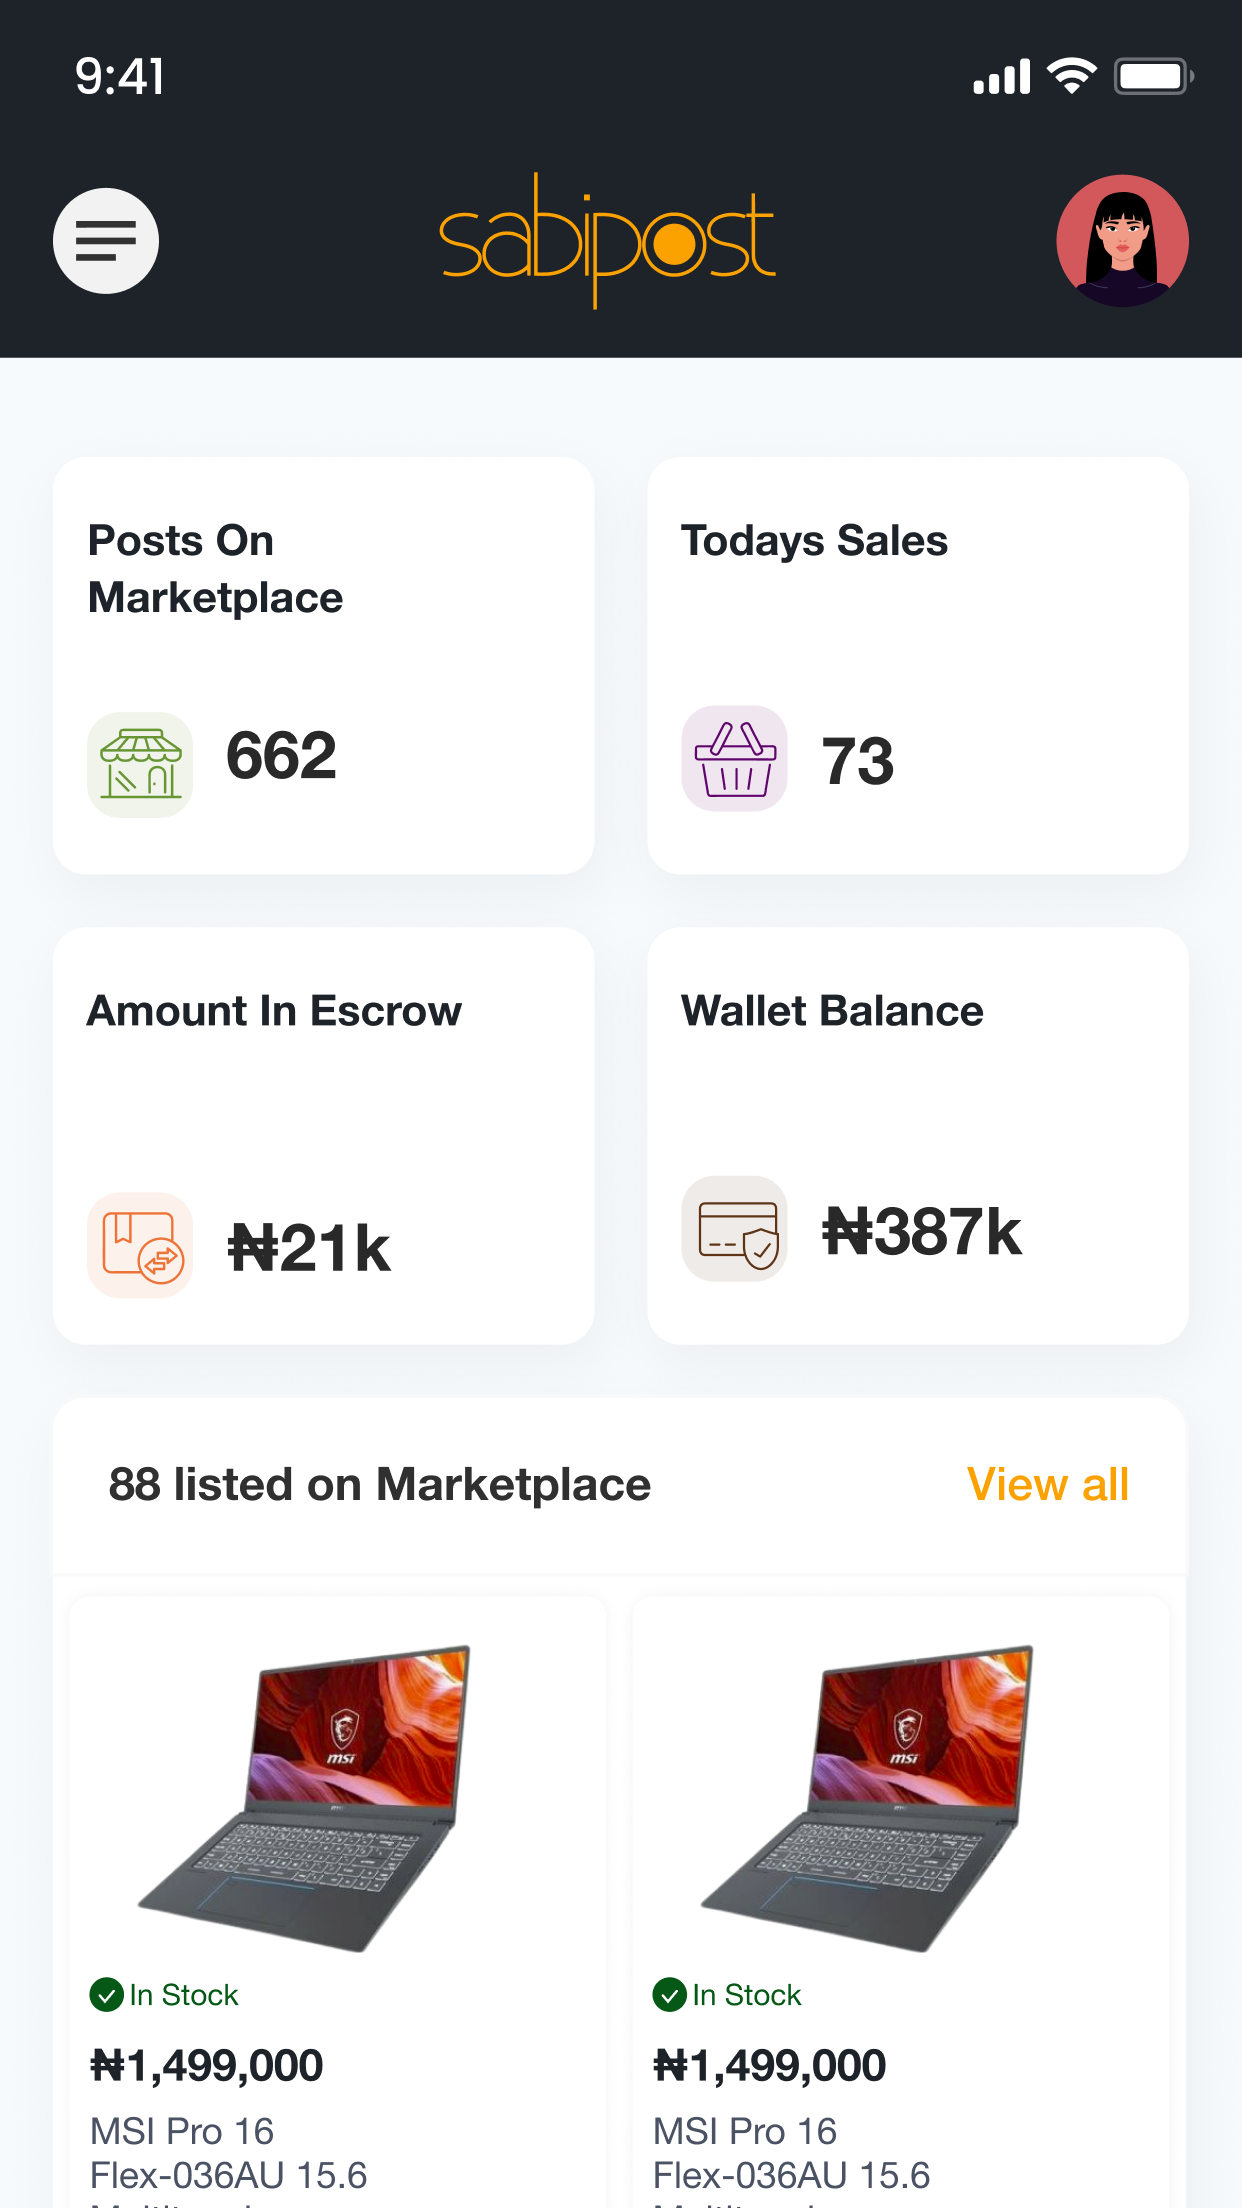 9:41
sabipost
Posts On
Marketplace
662
Todays Sales
73
Amount In Escrow
₦21k
Wallet Balance
₦387k
88 listed on Marketplace
View all
msi
msi
In Stock
₦1,499,000
MSI Pro 16
Flex-036AU 15.6
In Stock
₦1,499,000
MSI Pro 16
Flex-036AU 15.6